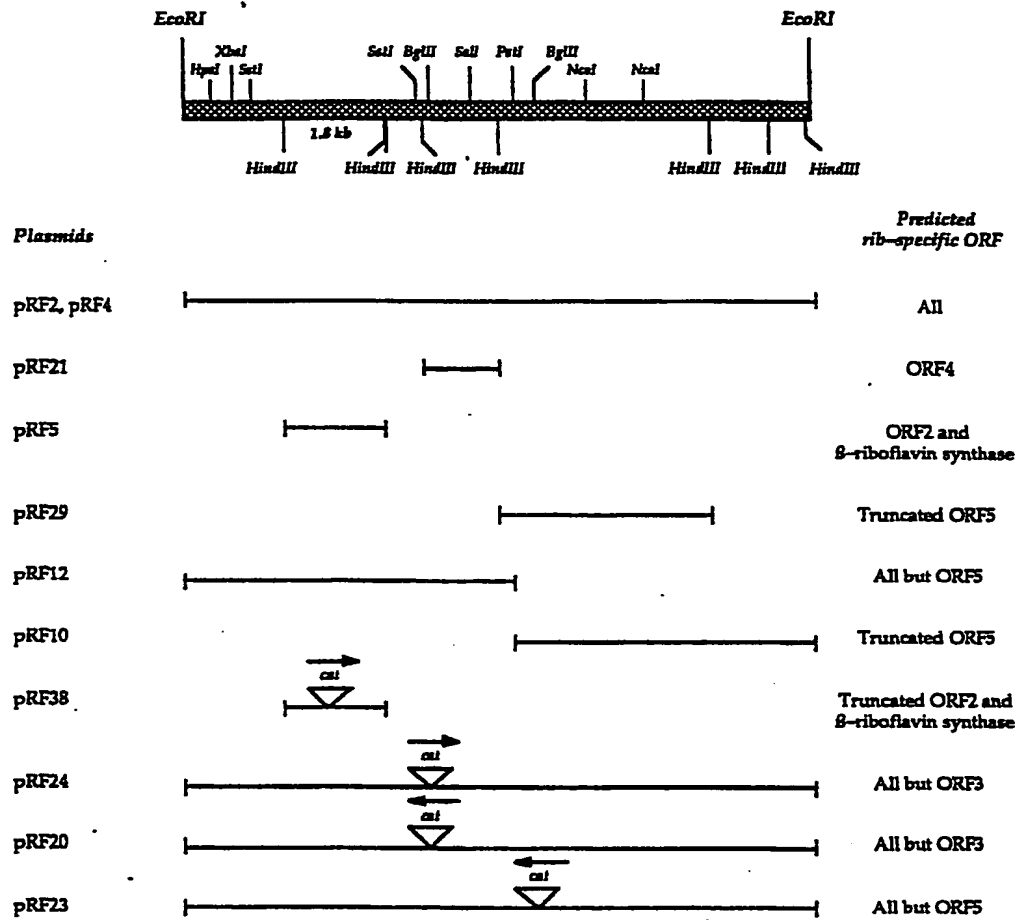 EcoRI EcoRI
XbaI SstI BglII SalI PstI BglII
HpaI SstI NcoI NcoI
1.8 kb
HindIII HindIII HindIII HindIII HindIII HindIII HindIII
Plasmids
Predicted
rib-specific ORF
pRF2, pRF4 All
pRF21 ORF4
pRF5 ORF2 and
β-riboflavin synthase
pRF29 Truncated ORF5
pRF12 All but ORF5
pRF10 Truncated ORF5
cat
pRF38 Truncated ORF2 and
β-riboflavin synthase
cat
pRF24 All but ORF3
cat
pRF20 All but ORF3
cat
pRF23 All but ORF5